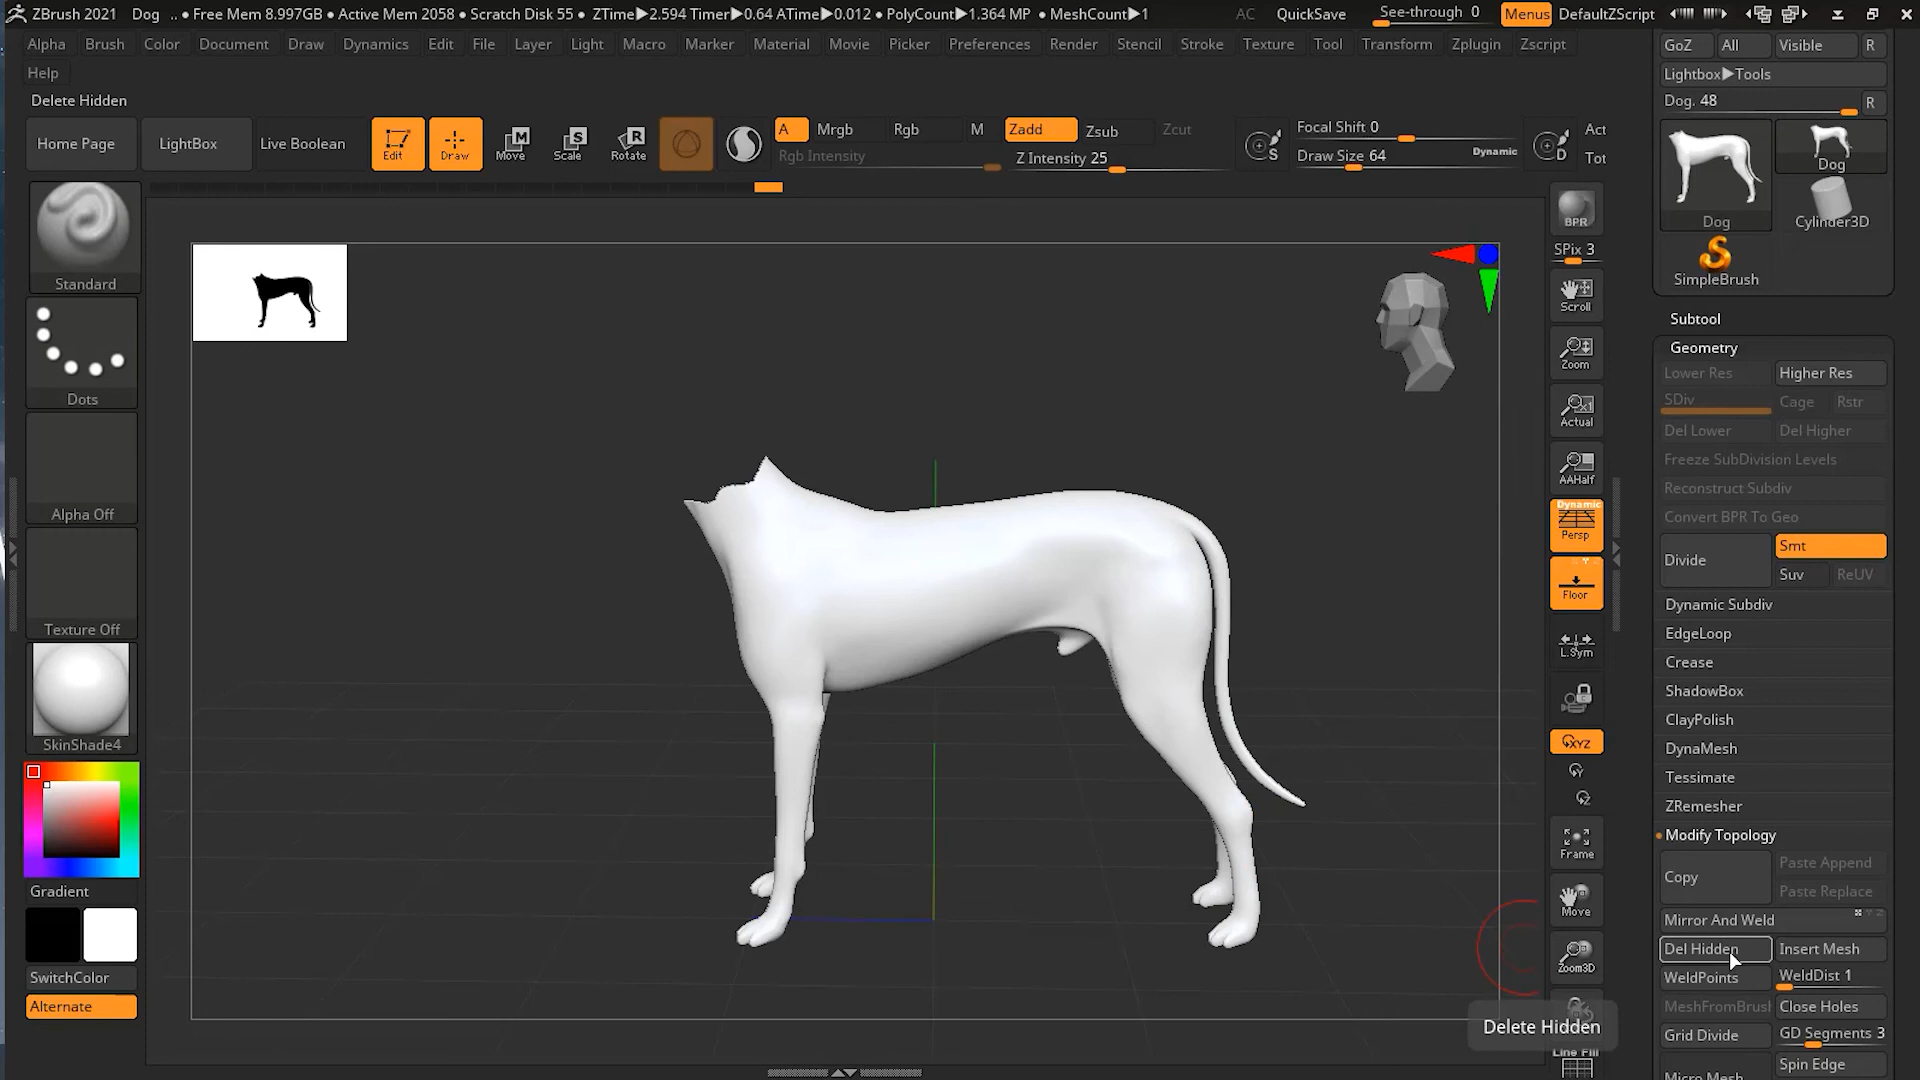 ZBrush 2021 Dog .. • Free Mem 8.997GB • Active Mem 2058 • Scratch Disk 55 • ZTime▶2.594 Timer▶0.64 ATime▶0.012 • PolyCount▶1.364 MP • MeshCount▶1 AC QuickSave See-through 0 Menus DefaultZScript
Alpha Brush Color Document Draw Dynamics Edit File Layer Light Macro Marker Material Movie Picker Preferences Render Stencil Stroke Texture Tool Transform Zplugin Zscript
Help
Delete Hidden
Home Page LightBox Live Boolean Edit Draw Move Scale Rotate
M S R
A Mrgb Rgb M Zadd Zsub Zcut
Rgb Intensity Z Intensity 25
S Focal Shift 0
Draw Size 64 Dynamic D
Act
Tot
Standard
Dots
Alpha Off
Texture Off
SkinShade4
Gradient
SwitchColor
Alternate
BPR
SPix 3
Scroll
Zoom
Actual
AAHalf
Dynamic
Persp
Floor
L.Sym
XYZ
Y
Z
Frame
Move
Zoom3D
Line Fill
Delete Hidden
GoZ All Visible R
Lightbox▶Tools
Dog. 48 R
Dog Dog
Cylinder3D
SimpleBrush
Subtool
Geometry
Lower Res Higher Res
SDiv Cage Rstr
Del Lower Del Higher
Freeze SubDivision Levels
Reconstruct Subdiv
Convert BPR To Geo
Divide Smt
Suv ReUV
Dynamic Subdiv
EdgeLoop
Crease
ShadowBox
ClayPolish
DynaMesh
Tessimate
ZRemesher
Modify Topology
Copy Paste Append
Paste Replace
Mirror And Weld
Del Hidden Insert Mesh
WeldPoints WeldDist 1
MeshFromBrush Close Holes
Grid Divide GD Segments 3
Micro Mesh Spin Edge